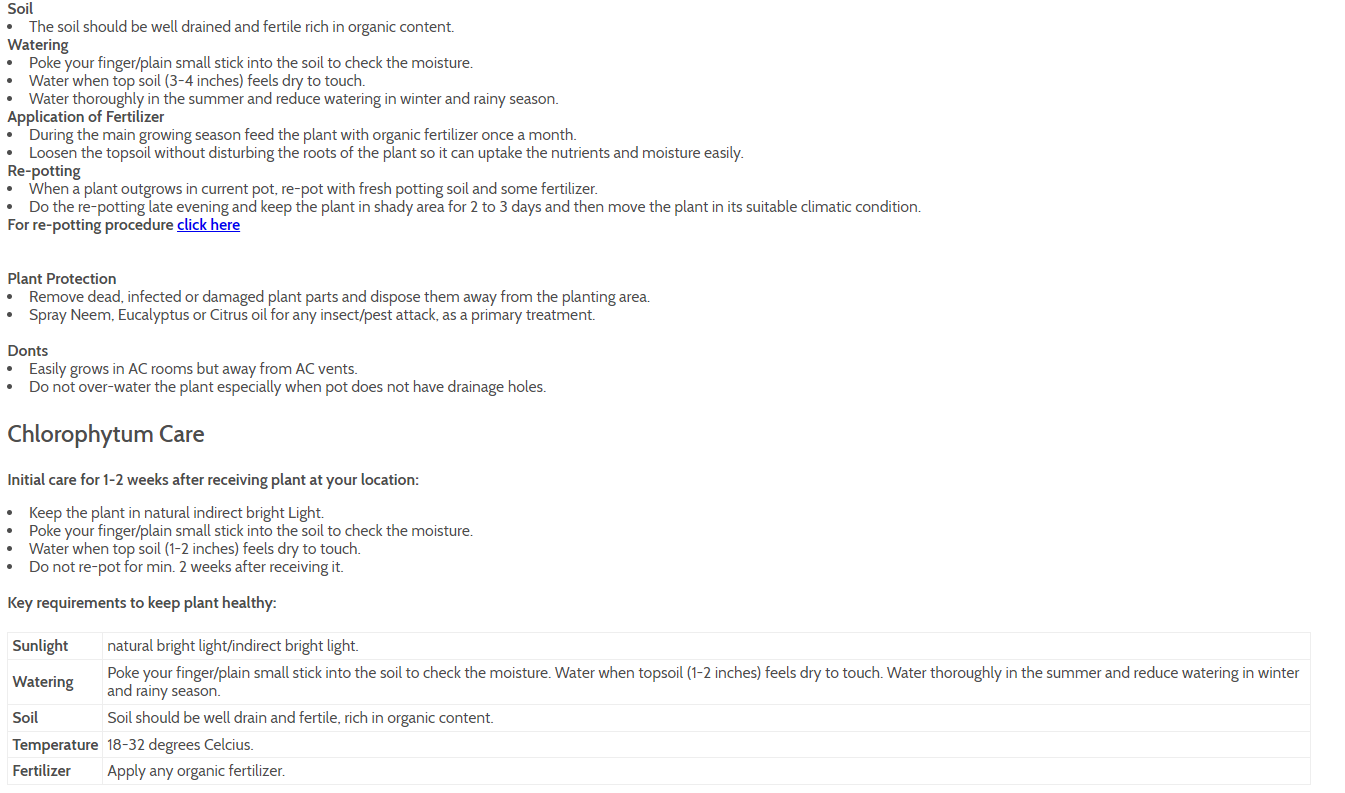 Soil
• The soil should be well drained and fertile rich in organic content.
Watering
• Poke your finger/plain small stick into the soil to check the moisture.
• Water when top soil (3-4 inches) feels dry to touch.
• Water thoroughly in the summer and reduce watering in winter and rainy season.
Application of Fertilizer
• During the main growing season feed the plant with organic fertilizer once a month.
• Loosen the topsoil without disturbing the roots of the plant so it can uptake the nutrients and moisture easily.
Re-potting
• When a plant outgrows in current pot, re-pot with fresh potting soil and some fertilizer.
• Do the re-potting late evening and keep the plant in shady area for 2 to 3 days and then move the plant in its suitable climatic condition.
For re-potting procedure click here
Plant Protection
• Remove dead, infected or damaged plant parts and dispose them away from the planting area.
• Spray Neem, Eucalyptus or Citrus oil for any insect/pest attack, as a primary treatment.
Donts
• Easily grows in AC rooms but away from AC vents.
• Do not over-water the plant especially when pot does not have drainage holes.
Chlorophytum Care
Initial care for 1-2 weeks after receiving plant at your location:
• Keep the plant in natural indirect bright Light.
• Poke your finger/plain small stick into the soil to check the moisture.
• Water when top soil (1-2 inches) feels dry to touch.
• Do not re-pot for min. 2 weeks after receiving it.
Key requirements to keep plant healthy:
Sunlight natural bright light/indirect bright light.
Watering Poke your finger/plain small stick into the soil to check the moisture. Water when topsoil (1-2 inches) feels dry to touch. Water thoroughly in the summer and reduce watering in winter
and rainy season.
Soil Soil should be well drain and fertile, rich in organic content.
Temperature 18-32 degrees Celcius.
Fertilizer Apply any organic fertilizer.